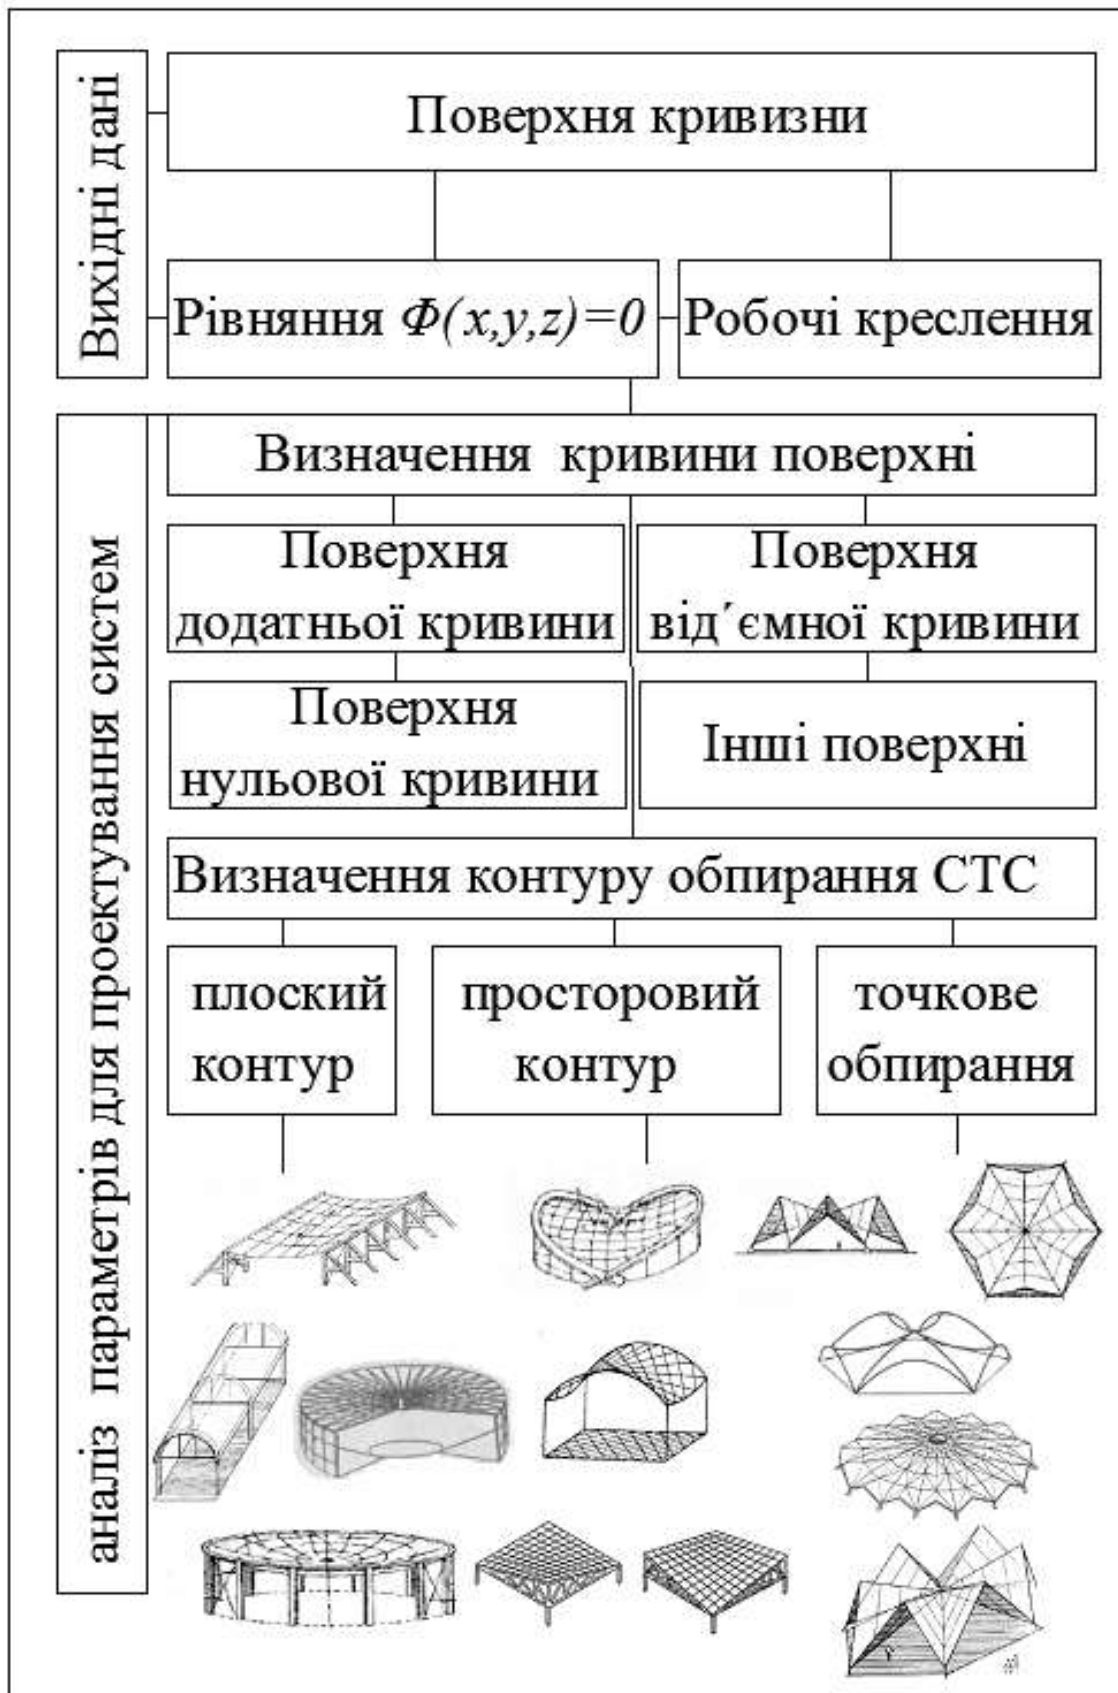 Вихідні дані
Поверхня кривизни
Рівняння Φ(x,y,z)=0
Робочі креслення
аналіз параметрів для проектування систем
Визначення кривини поверхні
Поверхня
додатньої кривини
Поверхня
від´ємної кривини
Поверхня
нульової кривини
Інші поверхні
Визначення контуру обпирання СТС
плоский
контур
просторовий
контур
точкове
обпирання